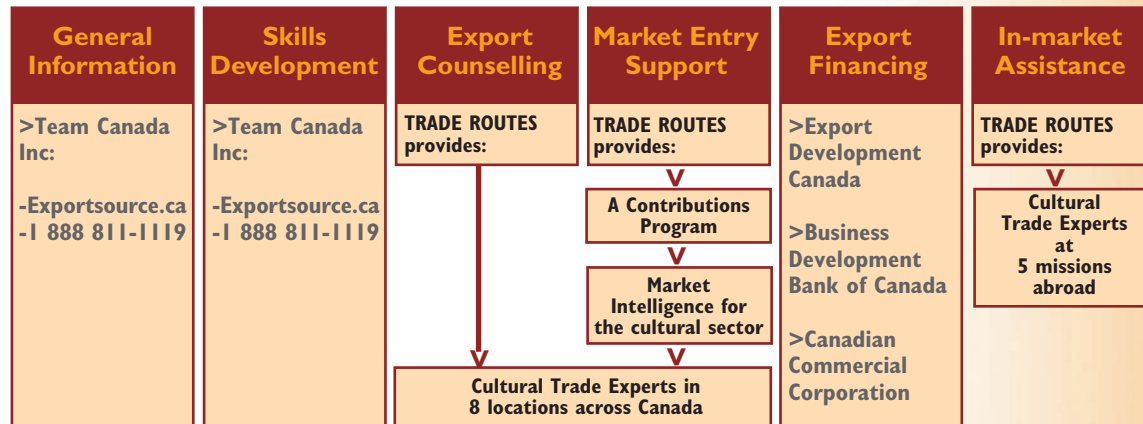 General
Information
>Team Canada
Inc:
-Exportsource.ca
-1 888 811-1119
Skills
Development
>Team Canada
Inc:
-Exportsource.ca
-1 888 811-1119
Export
Counselling
TRADE ROUTES
provides:
Market Entry
Support
TRADE ROUTES
provides:
A Contributions
Program
Market
Intelligence for
the cultural sector
Cultural Trade Experts in
8 locations across Canada
Export
Financing
>Export
Development
Canada
>Business
Development
Bank of Canada
>Canadian
Commercial
Corporation
In-market
Assistance
TRADE ROUTES
provides:
Cultural
Trade Experts
at
5 missions
abroad